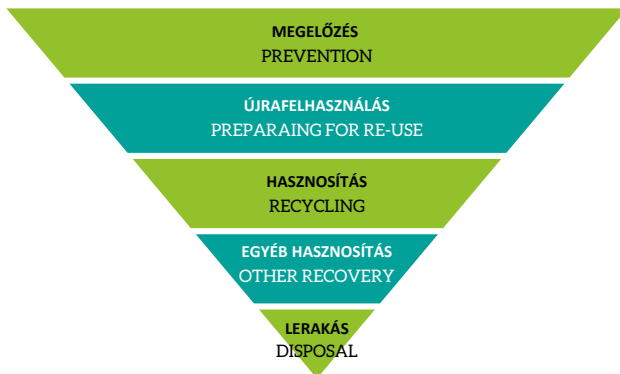 MEGELŐZÉS
PREVENTION
ÚJRAFELHASZNÁLÁS
PREPARAING FOR RE-USE
HASZNOSÍTÁS
RECYCLING
EGYÉB HASZNOSÍTÁS
OTHER RECOVERY
LERAKÁS
DISPOSAL